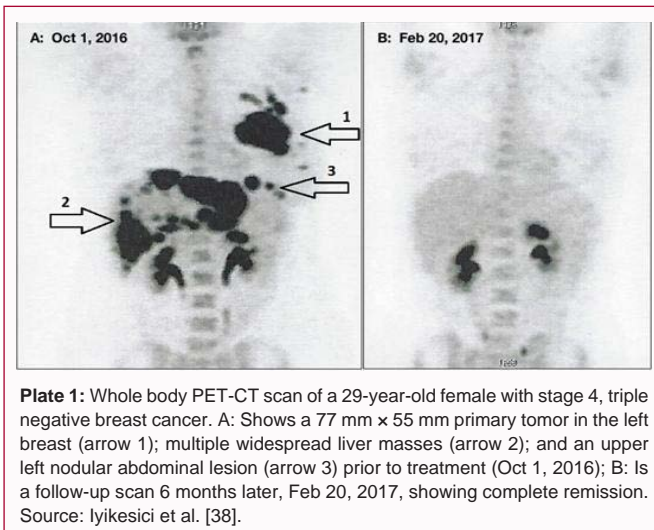 A: Oct 1, 2016
B: Feb 20, 2017
1
3
2
Plate 1: Whole body PET-CT scan of a 29-year-old female with stage 4, triple
negative breast cancer. A: Shows a 77 mm × 55 mm primary tomor in the left
breast (arrow 1); multiple widespread liver masses (arrow 2); and an upper
left nodular abdominal lesion (arrow 3) prior to treatment (Oct 1, 2016); B: Is
a follow-up scan 6 months later, Feb 20, 2017, showing complete remission.
Source: Iyikesici et al. [38].